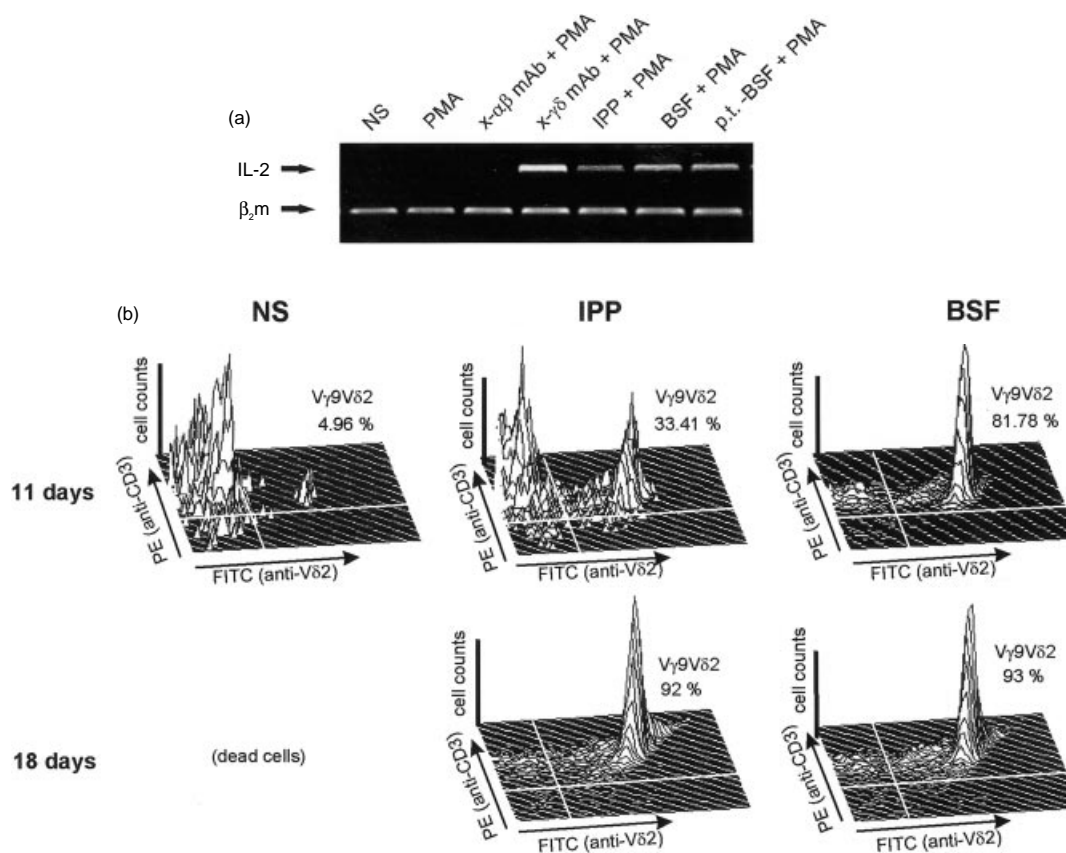 (a)
NS
PMA
x-αβ mAb + PMA
x-γδ mAb + PMA
IPP + PMA
BSF + PMA
p.t.-BSF + PMA
IL-2
β2m
(b)
NS
IPP
BSF
11 days
cell counts
Vγ9Vδ2
4.96 %
PE (anti-CD3)
FITC (anti-Vδ2)
cell counts
Vγ9Vδ2
33.41 %
PE (anti-CD3)
FITC (anti-Vδ2)
cell counts
Vγ9Vδ2
81.78 %
PE (anti-CD3)
FITC (anti-Vδ2)
18 days
(dead cells)
cell counts
Vγ9Vδ2
92 %
PE (anti-CD3)
FITC (anti-Vδ2)
cell counts
Vγ9Vδ2
93 %
PE (anti-CD3)
FITC (anti-Vδ2)